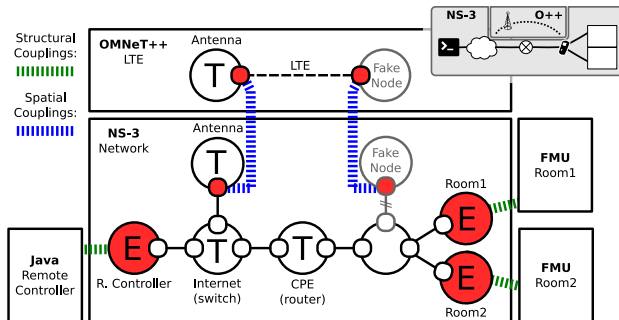 Structural
Couplings:
Spatial
Couplings:
OMNeT++
LTE
Antenna
T
LTE
Fake
Node
NS-3
O++
NS-3
Network
Antenna
T
Fake
Node
Room1
E
FMU
Room1
Java
Remote
Controller
E
R. Controller
T
Internet
(switch)
T
CPE
(router)
E
Room2
FMU
Room2